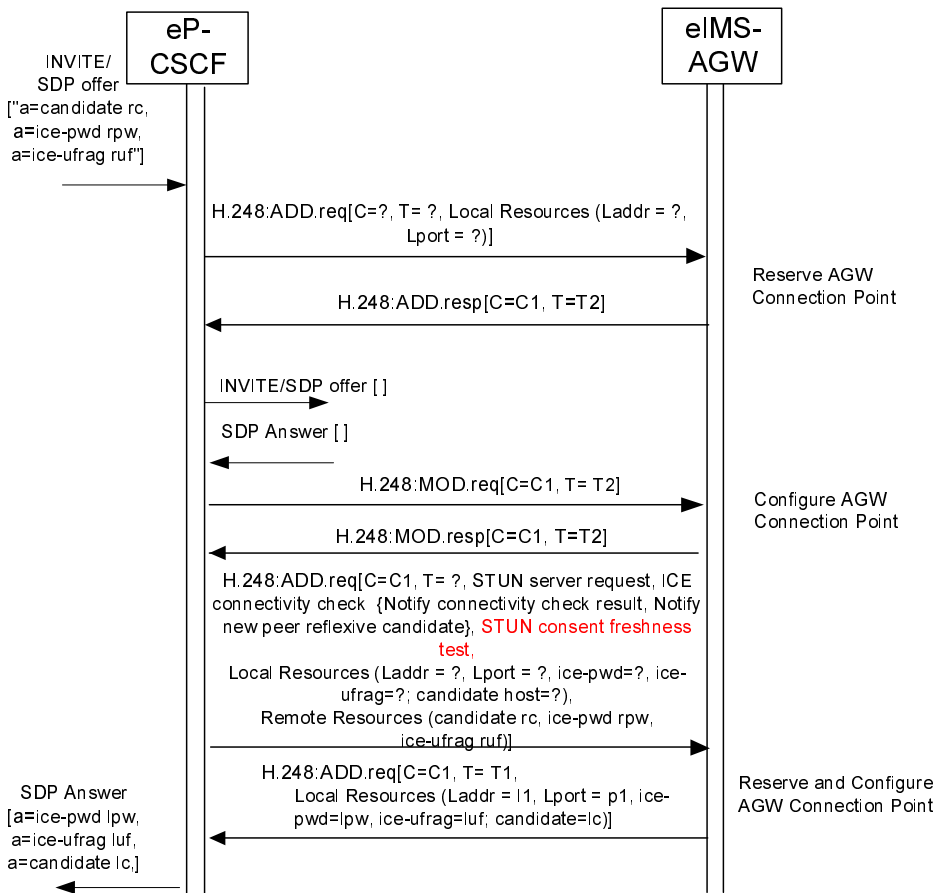 eP-
CSCF
eIMS-
AGW
INVITE/
SDP offer
["a=candidate rc,
a=ice-pwd rpw,
a=ice-ufrag ruf"]
H.248:ADD.req[C=?, T= ?, Local Resources (Laddr = ?,
Lport = ?)]
Reserve AGW
Connection Point
H.248:ADD.resp[C=C1, T=T2]
INVITE/SDP offer [ ]
SDP Answer [ ]
H.248:MOD.req[C=C1, T= T2]
Configure AGW
Connection Point
H.248:MOD.resp[C=C1, T=T2]
H.248:ADD.req[C=C1, T= ?, STUN server request, ICE
connectivity check {Notify connectivity check result, Notify
new peer reflexive candidate}, STUN consent freshness
test,
Local Resources (Laddr = ?, Lport = ?, ice-pwd=?, ice-
ufrag=?; candidate host=?),
Remote Resources (candidate rc, ice-pwd rpw,
ice-ufrag ruf)]
H.248:ADD.req[C=C1, T= T1,
Local Resources (Laddr = l1, Lport = p1, ice-
pwd=lpw, ice-ufrag=luf; candidate=lc)]
Reserve and Configure
AGW Connection Point
SDP Answer
[a=ice-pwd lpw,
a=ice-ufrag luf,
a=candidate lc,]